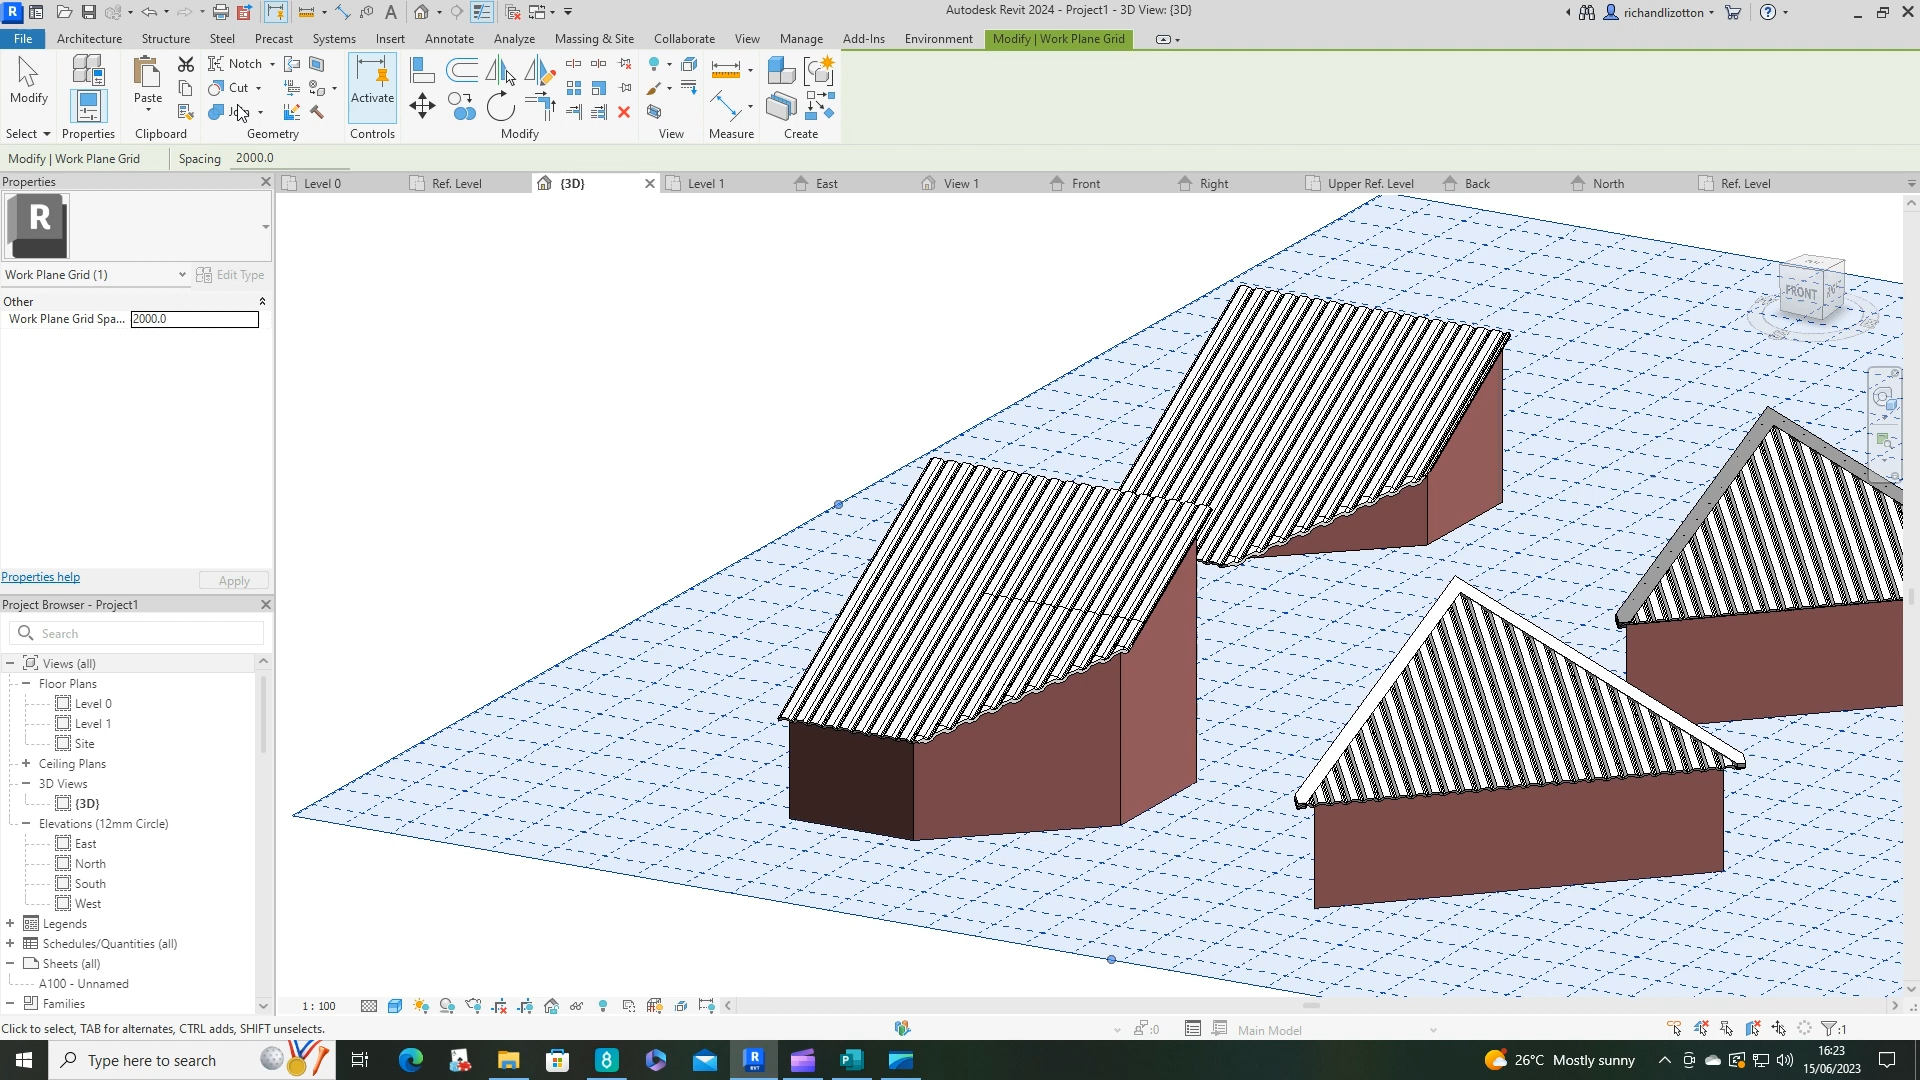 R
Autodesk Revit 2024 - Project1 - 3D View: {3D}
richandlizotton
File Architecture Structure Steel Precast Systems Insert Annotate Analyze Massing & Site Collaborate View Manage Add-Ins Environment Modify | Work Plane Grid
Modify
Paste
Notch
Cut
Activate
Select Properties Clipboard Geometry Controls Modify View Measure Create
Modify | Work Plane Grid Spacing 2000.0
Properties
Level 0 Ref. Level {3D} Level 1 East View 1 Front Right Upper Ref. Level Back North Ref. Level
R
Work Plane Grid (1) Edit Type
Other
Work Plane Grid Spa... 2000.0
FRONT
Properties help Apply
Project Browser - Project1
Search
Views (all)
Floor Plans
Level 0
Level 1
Site
Ceiling Plans
3D Views
{3D}
Elevations (12mm Circle)
East
North
South
West
Legends
Schedules/Quantities (all)
Sheets (all)
A100 - Unnamed
Families
1 : 100
Click to select, TAB for alternates, CTRL adds, SHIFT unselects.
:0
Main Model
:1
Type here to search
26°C Mostly sunny
16:23
15/06/2023